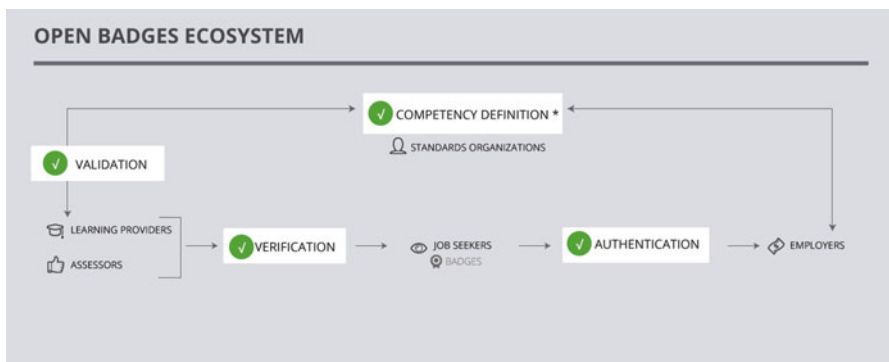 OPEN BADGES ECOSYSTEM
COMPETENCY DEFINITION *
STANDARDS ORGANIZATIONS
VALIDATION
LEARNING PROVIDERS
ASSESSORS
VERIFICATION
JOB SEEKERS
BADGES
AUTHENTICATION
EMPLOYERS